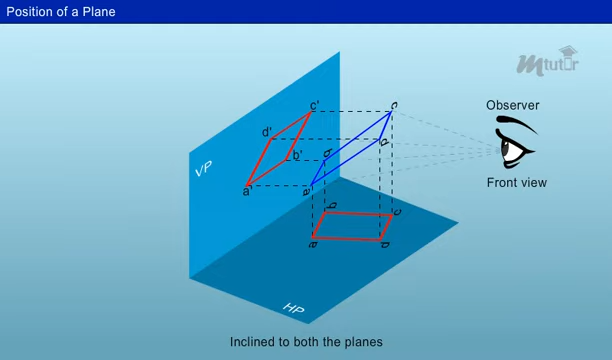 Position of a Plane
mtutor
Observer
c'
c
d'
d
b'
b
VP
Front view
a'
a
b
c
a
d
HP
Inclined to both the planes